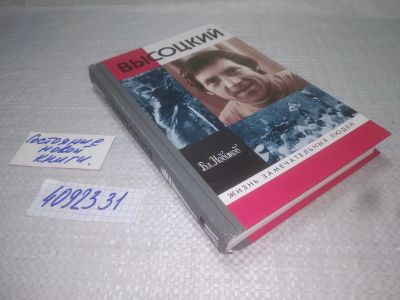 ВЫСОЦКИЙ
Вл. Новиков
ЖИЗНЬ ЗАМЕЧАТЕЛЬНЫХ ЛЮДЕЙ
Состояние
новой
книги.
4092331